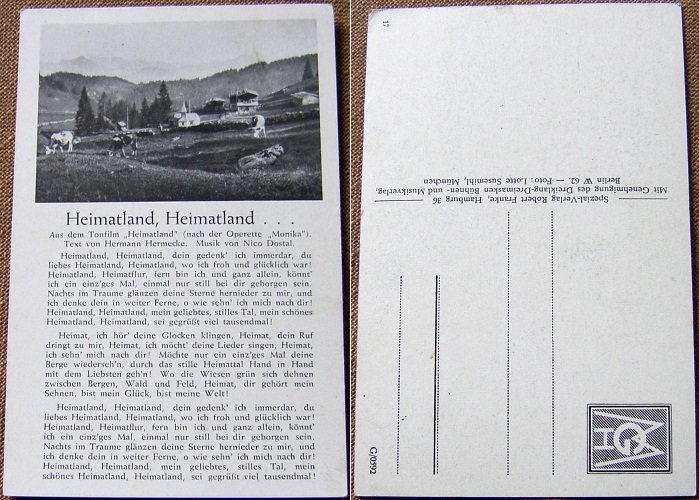 Heimatland, Heimatland . . .
Aus dem Tonfilm „Heimatland" (nach der Operette „Monika").
Text von Hermann Hermecke. Musik von Nico Dostal.
Heimatland, Heimatland, dein gedenk' ich immerdar, du
liebes Heimatland, Heimatland, wo ich froh und glücklich war!
Heimatland, Heimatflur, fern bin ich und ganz allein, könnt'
ich ein einz'ges Mal, einmal nur still bei dir geborgen sein.
Nachts im Traume glänzen deine Sterne hernieder zu mir, und
ich denke dein in weiter Ferne, o wie sehn' ich mich nach dir!
Heimatland, Heimatland, mein geliebtes, stilles Tal, mein schönes
Heimatland, Heimatland, sei gegrüßt viel tausendmal!
Heimat, ich hör' deine Glocken klingen, Heimat, dein Ruf
dringt zu mir, Heimat, ich möcht' deine Lieder singen, Heimat,
ich sehn' mich nach dir! Möchte nur ein einz'ges Mal deine
Berge wiederseh'n, durch das stille Heimattal Hand in Hand
mit dem Liebsten geh'n! Wo die Wiesen grün sich dehnen
zwischen Bergen, Wald und Feld, Heimat, dir gehört mein
Sehnen, bist mein Glück, bist meine Welt!
Heimatland, Heimatland, dein gedenk' ich immerdar, du
liebes Heimatland, Heimatland, wo ich froh und glücklich war!
Heimatland, Heimatflur, fern bin ich und ganz allein, könnt'
ich ein einz'ges Mal, einmal nur still bei dir geborgen sein.
Nachts im Traume glänzen deine Sterne hernieder zu mir, und
ich denke dein in weiter Ferne, o wie sehn' ich mich nach dir!
Heimatland, Heimatland, mein geliebtes, stilles Tal, mein
schönes Heimatland, Heimatland, sei gegrüßt viel tausendmal!
17
Spezial-Verlag Robert Franke, Hamburg 36
Mit Genehmigung des Dreiklang-Dreimasken Bühnen- und Musikverlag,
Berlin W 62. — Foto: Lotte Susemihl, München
G/0992